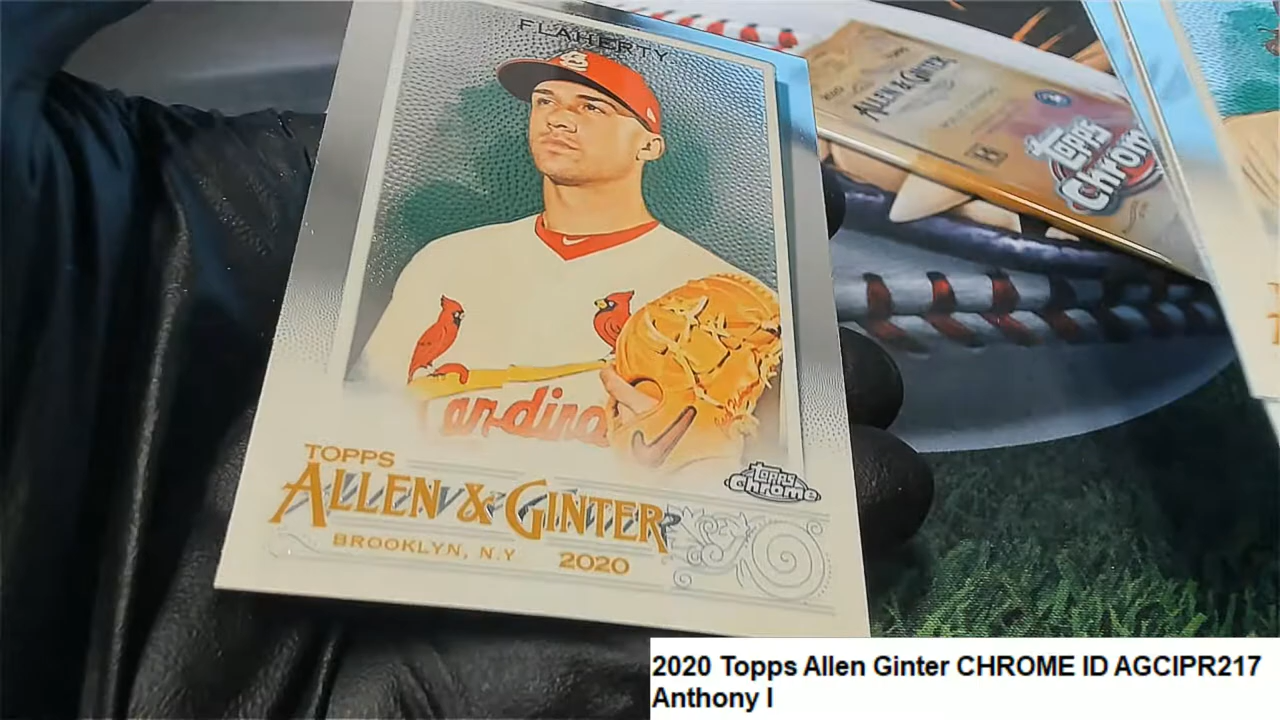 FLAHERTY
ALLEN & GINTER
Topps
Chrome
Cardina
TOPPS
ALLEN & GINTER
BROOKLYN, N.Y
2020
TOPPS
Chrome
2020 Topps Allen Ginter CHROME ID AGCIPR217
Anthony I